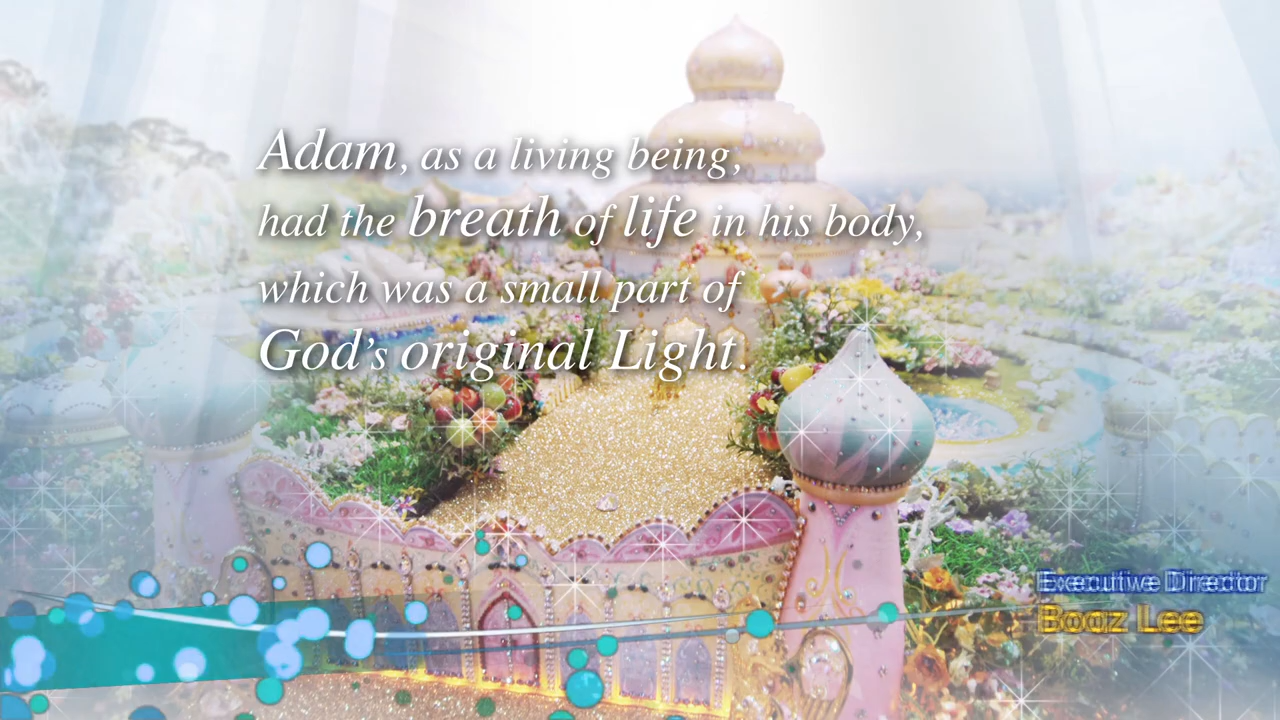 Adam, as a living being,
had the breath of life in his body,
which was a small part of
God's original Light.
Executive Director
Booz Lee